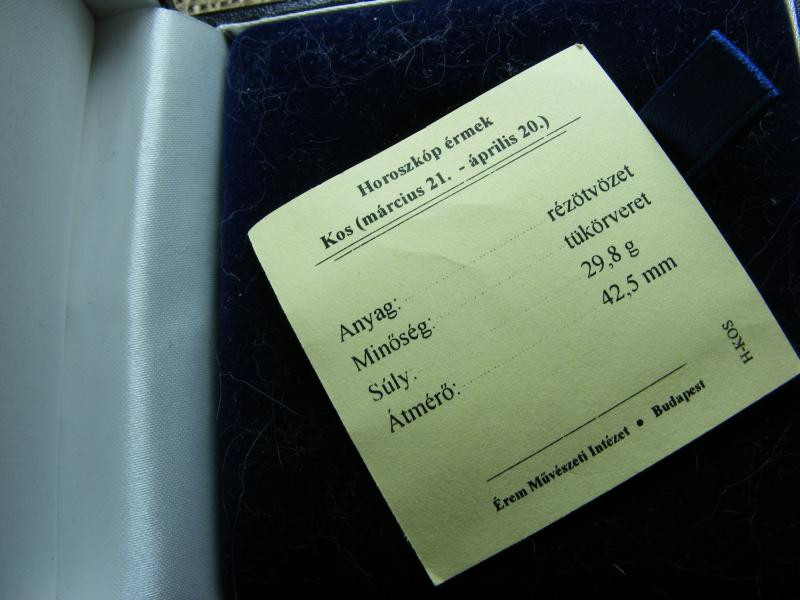 Horoszkóp érmek
Kos (március 21. - április 20.)
Anyag: rézötvözet
Minőség: tükörveret
Súly 29,8 g
Átmérő: 42,5 mm
H-KOS
Érem Művészeti Intézet • Budapest